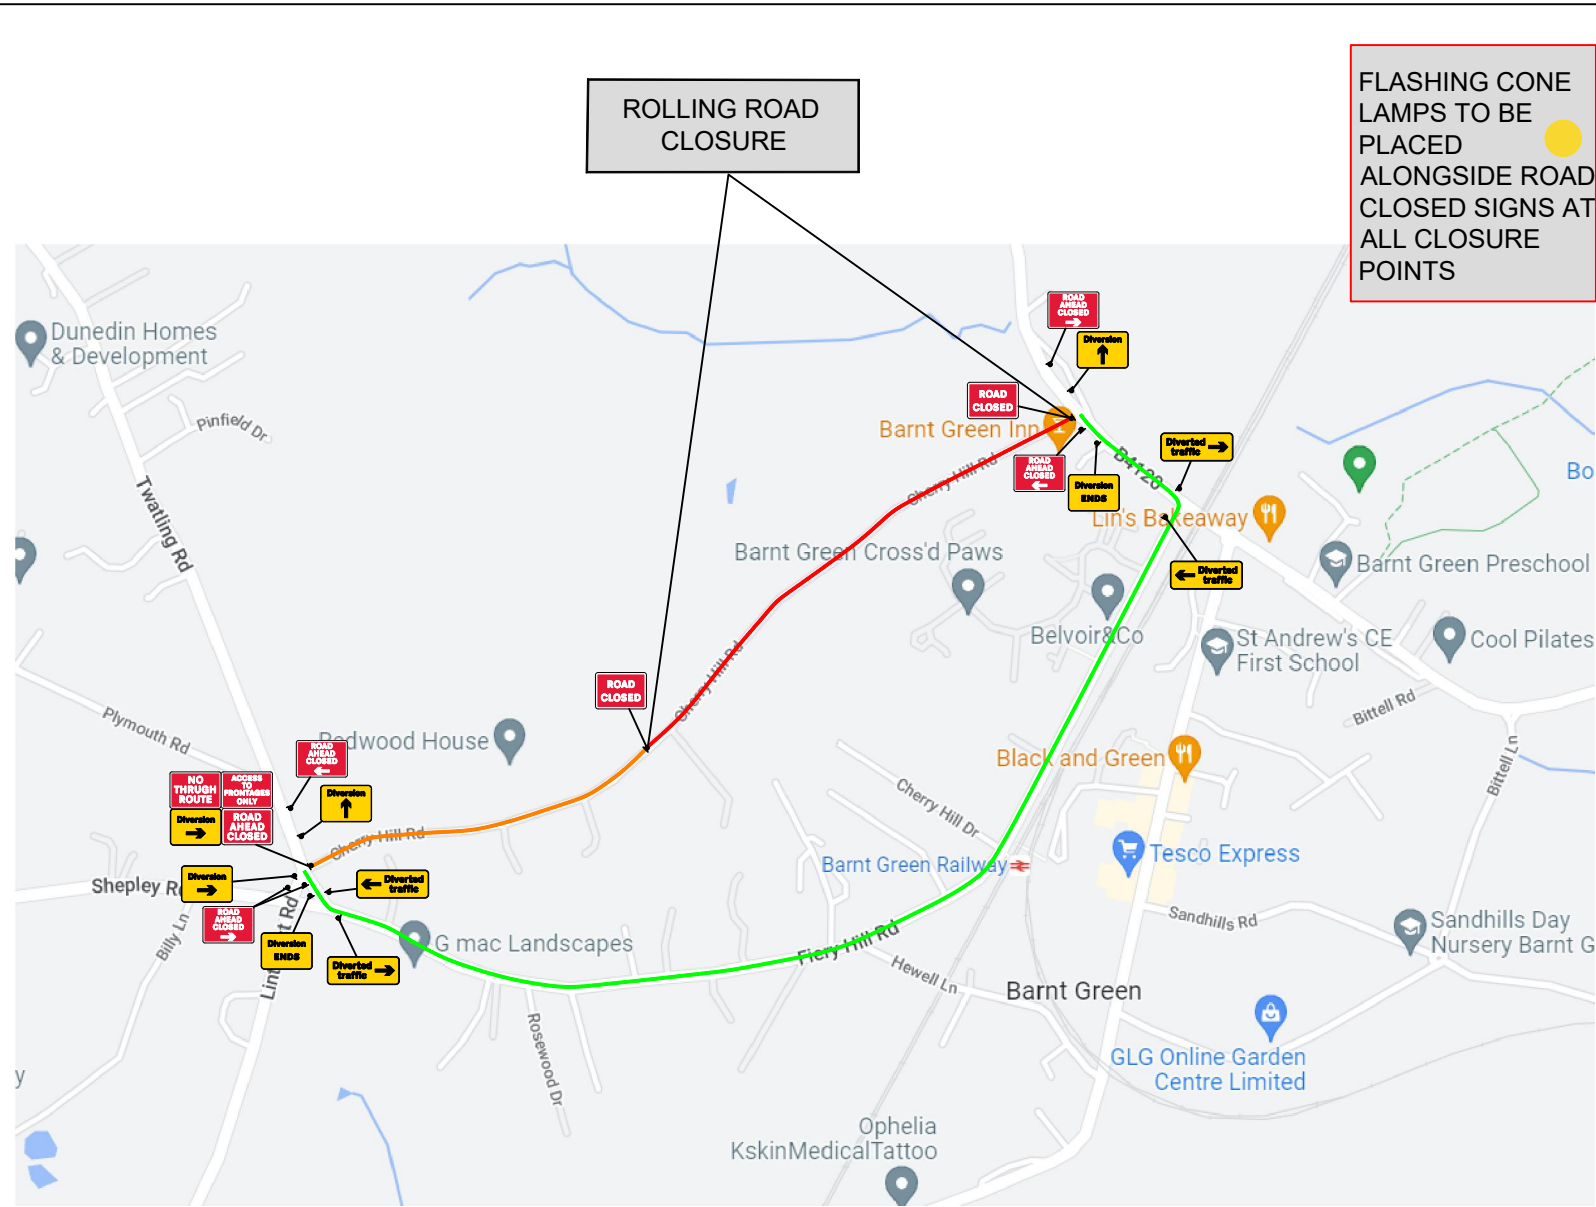 ROLLING ROAD
CLOSURE
FLASHING CONE
LAMPS TO BE
PLACED
ALONGSIDE ROAD
CLOSED SIGNS AT
ALL CLOSURE
POINTS
ROAD
AHEAD
CLOSED
Diversion
Dunedin Homes
& Development
Pinfield Dr
ROAD
CLOSED
Barnt Green Inn
Cherry Hill Rd
ROAD
AHEAD
CLOSED
Diversion
ENDS
B4120
Diverted
traffic
Bo
Lin's Bakeaway
Twatling Rd
Barnt Green Cross'd Paws
Diverted
traffic
Barnt Green Preschool
Belvoir&Co
St Andrew's CE
First School
Cool Pilates
Cherry Hill Rd
ROAD
CLOSED
Bittell Rd
Plymouth Rd
Redwood House
ROAD
AHEAD
CLOSED
Black and Green
Bittell Ln
NO
THRUGH
ROUTE
ACCESS
TO
FRONTAGES
ONLY
Diversion
Diversion
ROAD
AHEAD
CLOSED
Cherry Hill Rd
Cherry Hill Dr
Barnt Green Railway
Tesco Express
Shepley R
Diversion
Diverted
traffic
Billy Ln
ROAD
AHEAD
CLOSED
Lint
t Rd
Diversion
ENDS
G mac Landscapes
Diverted
traffic
Fiery Hill Rd
Sandhills Rd
Sandhills Day
Nursery Barnt G
Hewell Ln
Barnt Green
Rosewood Dr
GLG Online Garden
Centre Limited
y
Ophelia
KskinMedicalTattoo